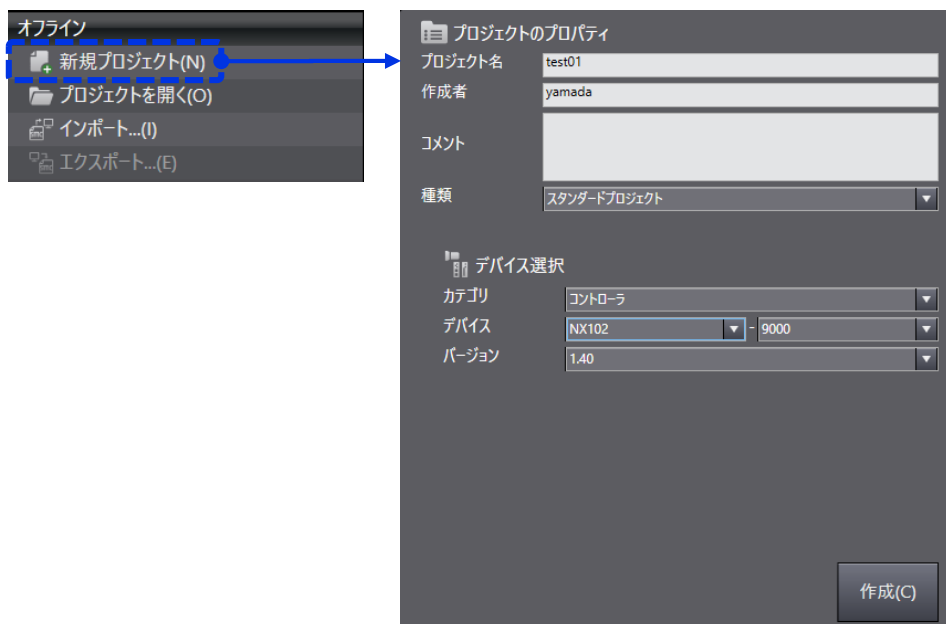 オフライン
新規プロジェクト(N)
プロジェクトを開く(O)
インポート...(I)
エクスポート...(E)
プロジェクトのプロパティ
プロジェクト名 test01
作成者 yamada
コメント
種類 スタンダードプロジェクト
デバイス選択
カテゴリ コントローラ
デバイス NX102 - 9000
バージョン 1.40
作成(C)